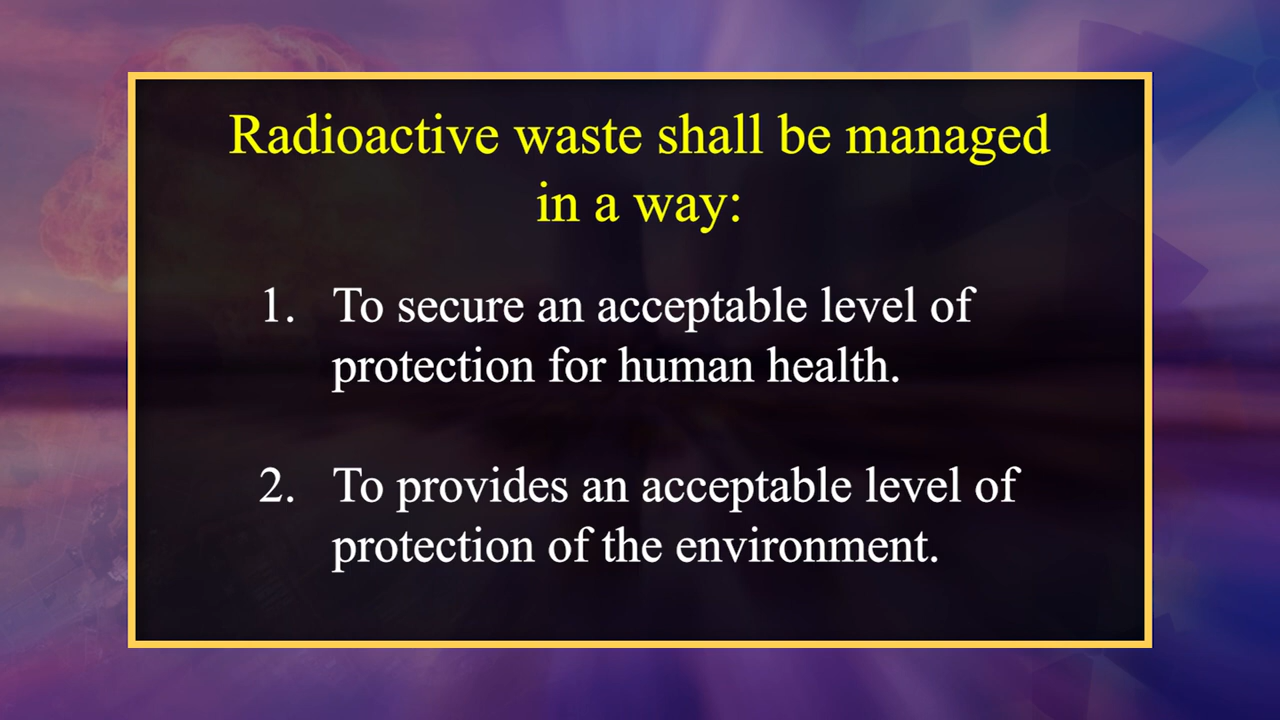 Radioactive waste shall be managed
in a way:
1. To secure an acceptable level of
protection for human health.
2. To provides an acceptable level of
protection of the environment.